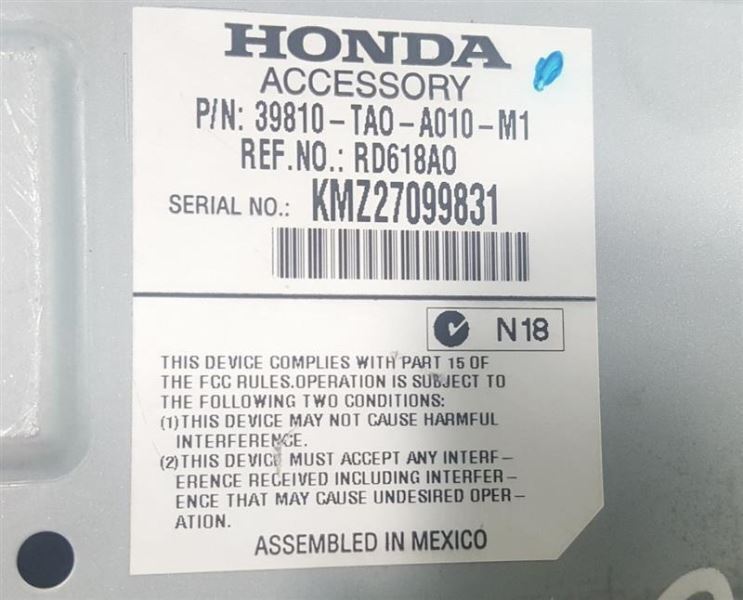 HONDA
ACCESSORY
P/N: 39810-TA0-A010-M1
REF.NO.: RD618A0
SERIAL NO.: KMZ27099831
N18
THIS DEVICE COMPLIES WITH PART 15 OF
THE FCC RULES.OPERATION IS SUBJECT TO
THE FOLLOWING TWO CONDITIONS:
(1)THIS DEVICE MAY NOT CAUSE HARMFUL
INTERFERENCE.
(2)THIS DEVICE MUST ACCEPT ANY INTERF-
ERENCE RECEIVED INCLUDING INTERFER-
ENCE THAT MAY CAUSE UNDESIRED OPER-
ATION.
ASSEMBLED IN MEXICO